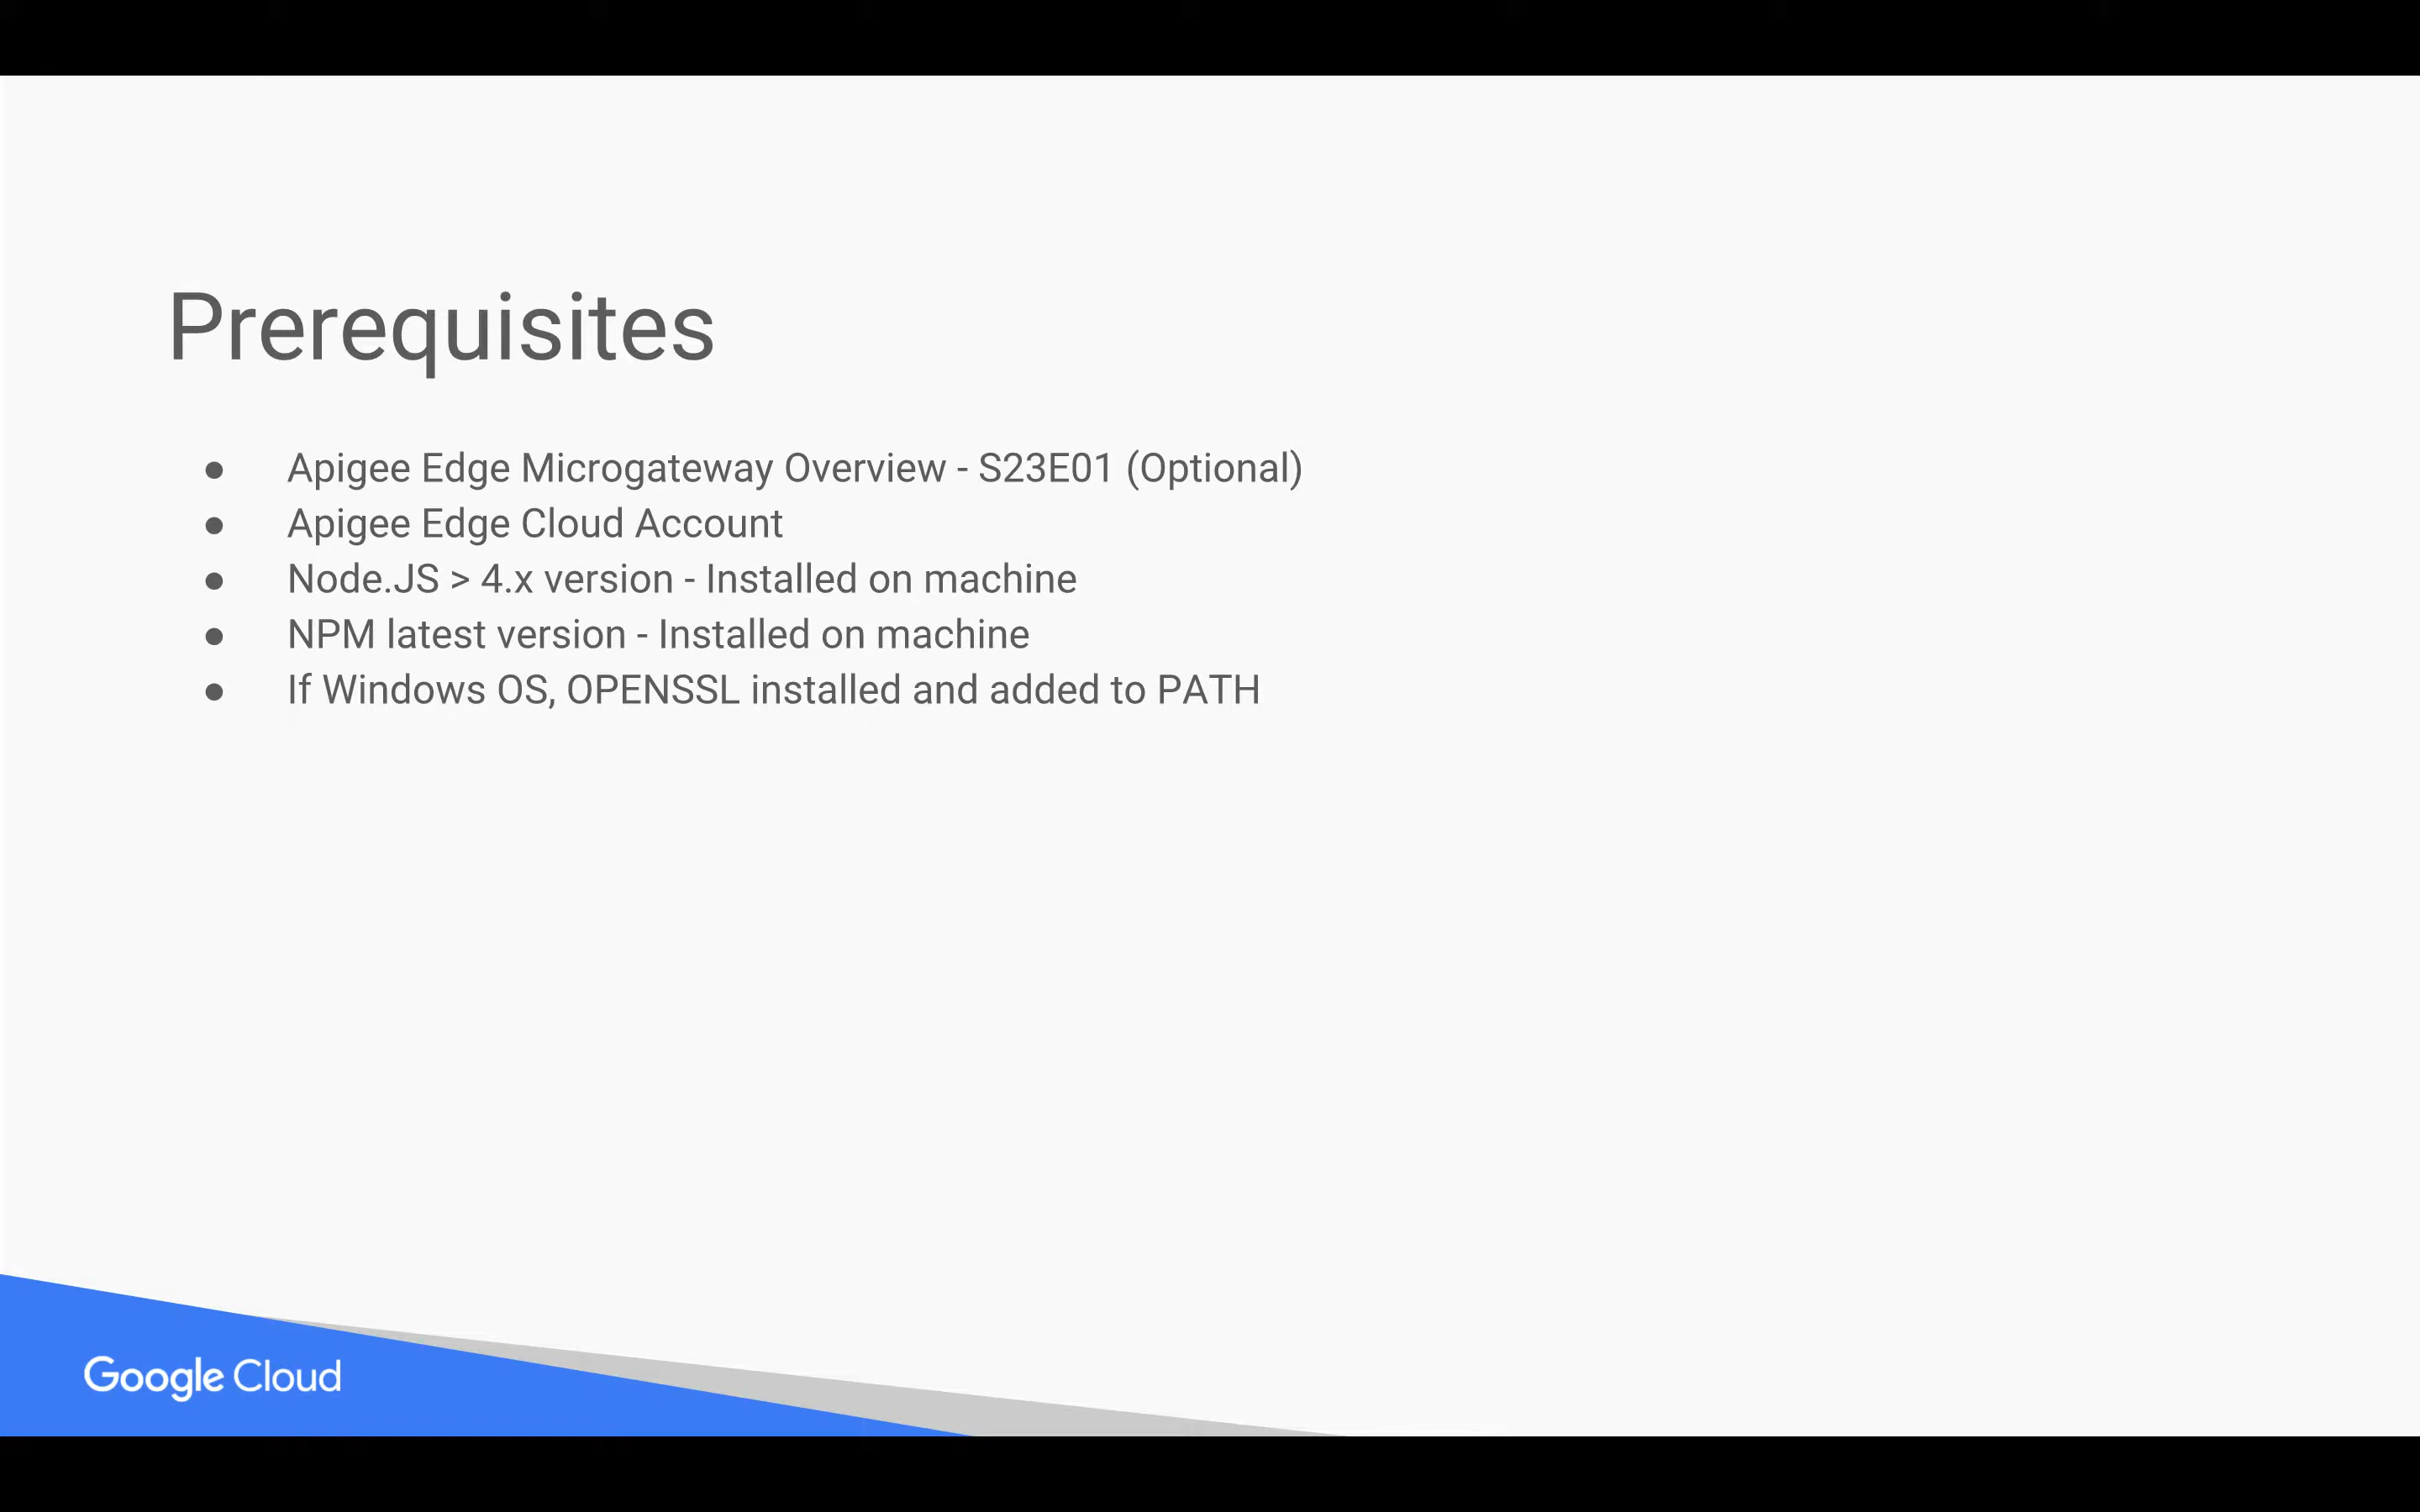 Prerequisites
● Apigee Edge Microgateway Overview - S23E01 (Optional)
● Apigee Edge Cloud Account
● Node.JS > 4.x version - Installed on machine
● NPM latest version - Installed on machine
● If Windows OS, OPENSSL installed and added to PATH
Google Cloud